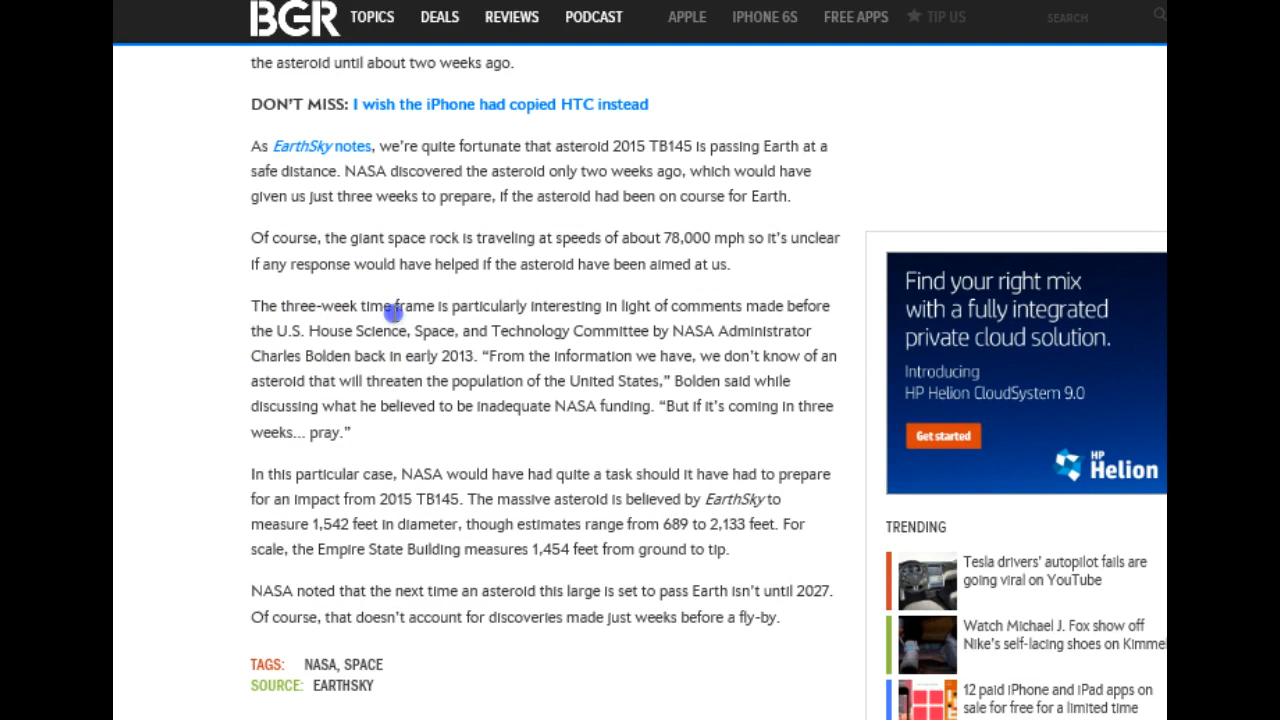 BGR TOPICS DEALS REVIEWS PODCAST APPLE IPHONE 6S FREE APPS TIP US SEARCH
the asteroid until about two weeks ago.
DON'T MISS: I wish the iPhone had copied HTC instead
As EarthSky notes, we're quite fortunate that asteroid 2015 TB145 is passing Earth at a
safe distance. NASA discovered the asteroid only two weeks ago, which would have
given us just three weeks to prepare, if the asteroid had been on course for Earth.
Of course, the giant space rock is traveling at speeds of about 78,000 mph so it's unclear
if any response would have helped if the asteroid have been aimed at us.
The three-week time frame is particularly interesting in light of comments made before
the U.S. House Science, Space, and Technology Committee by NASA Administrator
Charles Bolden back in early 2013. “From the information we have, we don't know of an
asteroid that will threaten the population of the United States,” Bolden said while
discussing what he believed to be inadequate NASA funding. “But if it's coming in three
weeks... pray.”
In this particular case, NASA would have had quite a task should it have had to prepare
for an impact from 2015 TB145. The massive asteroid is believed by EarthSky to
measure 1,542 feet in diameter, though estimates range from 689 to 2,133 feet. For
scale, the Empire State Building measures 1,454 feet from ground to tip.
NASA noted that the next time an asteroid this large is set to pass Earth isn't until 2027.
Of course, that doesn't account for discoveries made just weeks before a fly-by.
TAGS: NASA, SPACE
SOURCE: EARTHSKY
Find your right mix
with a fully integrated
private cloud solution.
Introducing
HP Helion CloudSystem 9.0
Get started
HP
Helion
TRENDING
Tesla drivers' autopilot fails are
going viral on YouTube
Watch Michael J. Fox show off
Nike's self-lacing shoes on Kimmel
12 paid iPhone and iPad apps on
sale for free for a limited time